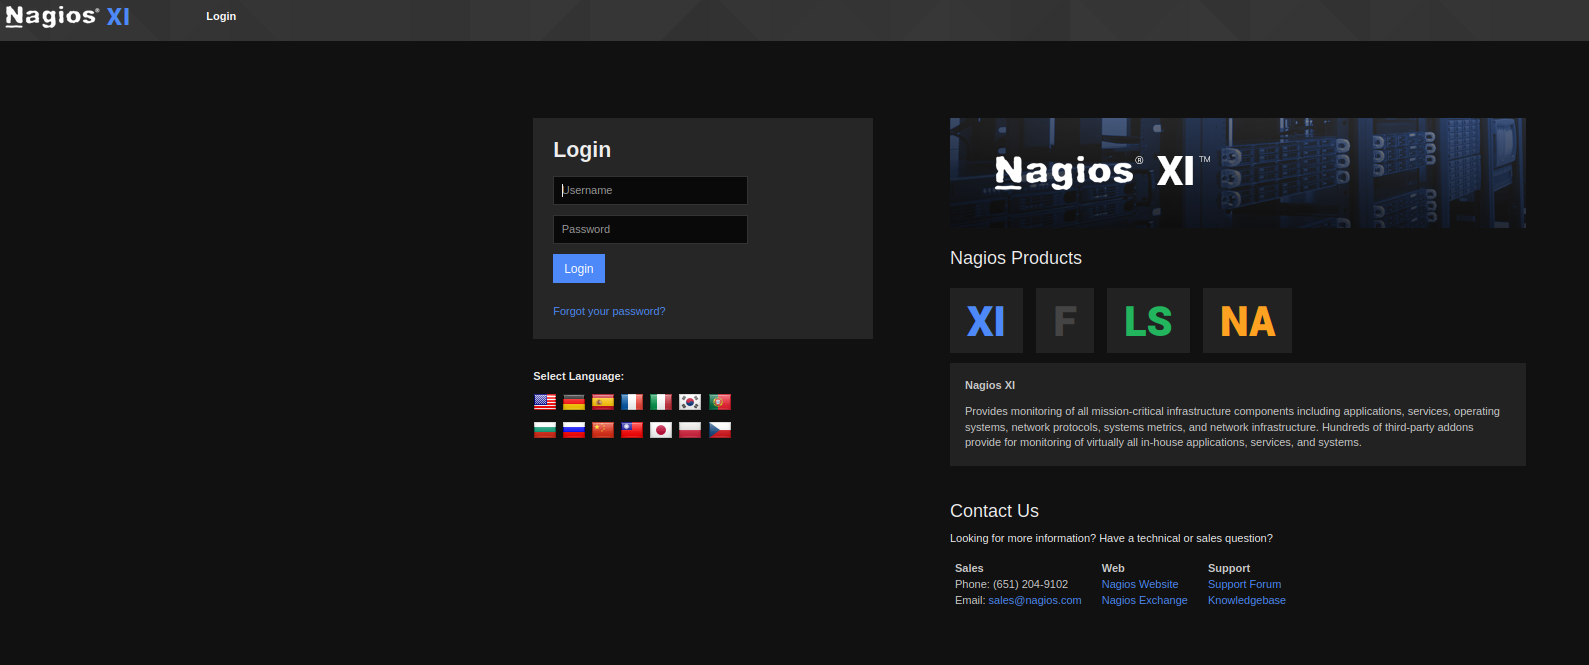 Nagios® XI
Login
Login
Username
Password
Login
Forgot your password?
Select Language:
Nagios® XI™
Nagios Products
XI F LS NA
Nagios XI
Provides monitoring of all mission-critical infrastructure components including applications, services, operating
systems, network protocols, systems metrics, and network infrastructure. Hundreds of third-party addons
provide for monitoring of virtually all in-house applications, services, and systems.
Contact Us
Looking for more information? Have a technical or sales question?
Sales Web Support
Phone: (651) 204-9102 Nagios Website Support Forum
Email: sales@nagios.com Nagios Exchange Knowledgebase